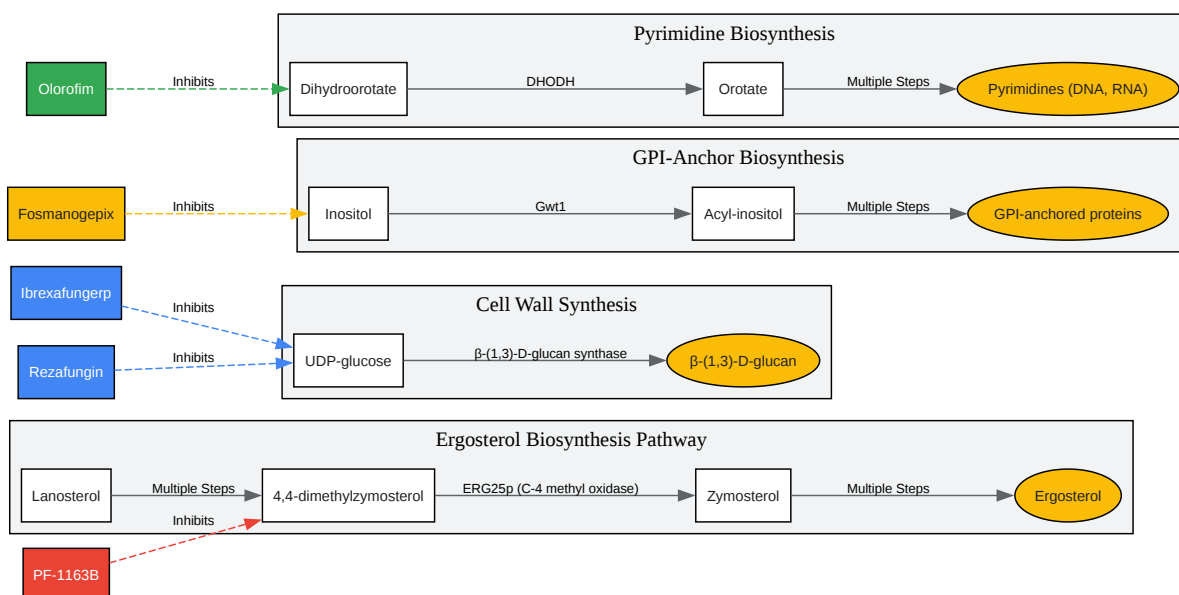 Pyrimidine Biosynthesis
Olorofim
Inhibits
Dihydroorotate
DHODH
Orotate
Multiple Steps
Pyrimidines (DNA, RNA)
GPI-Anchor Biosynthesis
Fosmanogepix
Inhibits
Inositol
Gwt1
Acyl-inositol
Multiple Steps
GPI-anchored proteins
Ibrexafungerp
Inhibits
Cell Wall Synthesis
Rezafungin
Inhibits
UDP-glucose
β-(1,3)-D-glucan synthase
β-(1,3)-D-glucan
Ergosterol Biosynthesis Pathway
Lanosterol
Multiple Steps
4,4-dimethylzymosterol
ERG25p (C-4 methyl oxidase)
Zymosterol
Multiple Steps
Ergosterol
Inhibits
PF-1163B